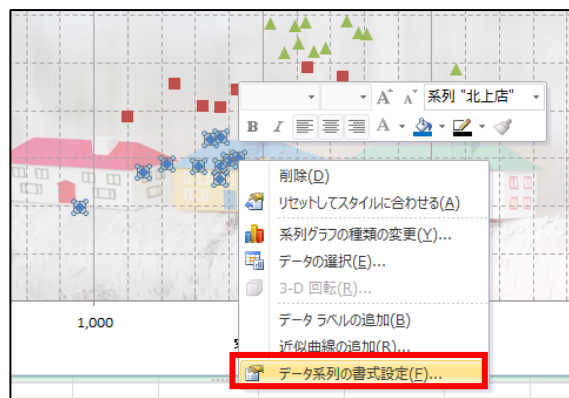 A A 系列 "北上店"
B I A
削除(D)
リセットしてスタイルに合わせる(A)
系列グラフの種類の変更(Y)...
データの選択(E)...
3-D 回転(R)...
データ ラベルの追加(B)
1,000
近似曲線の追加(R)...
データ系列の書式設定(F)...